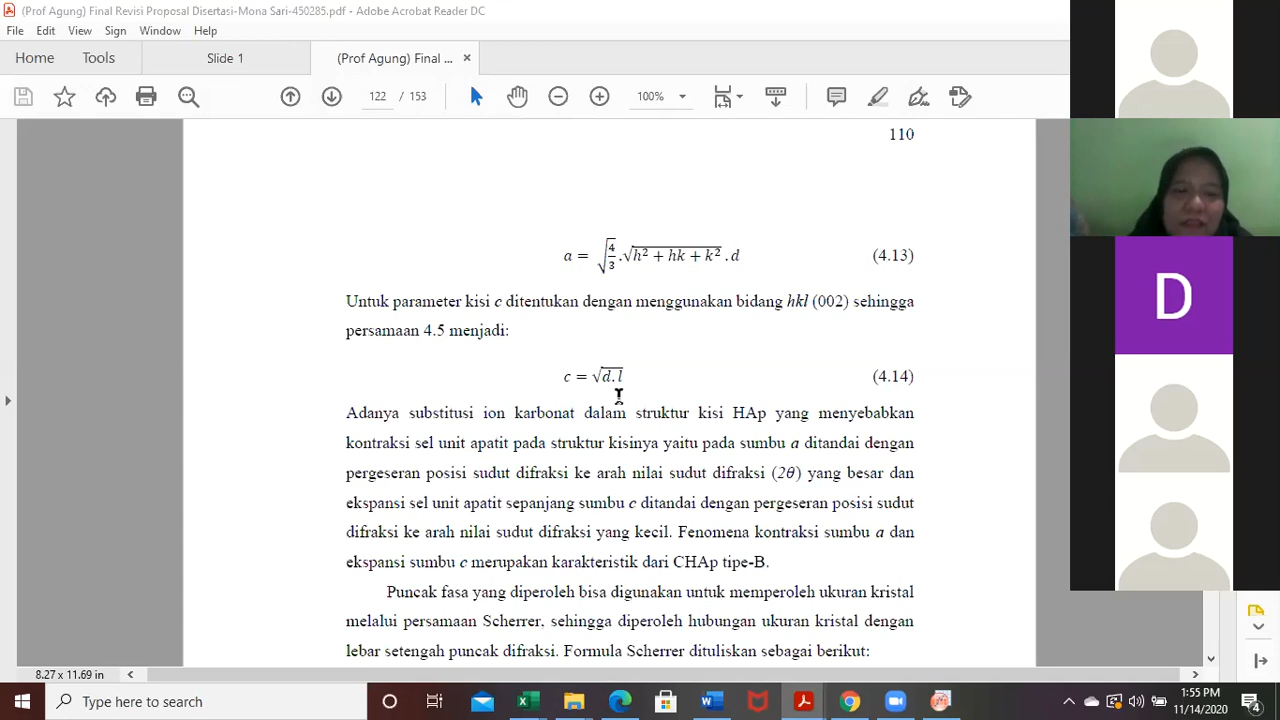 (Prof Agung) Final Revisi Proposal Disertasi-Mona Sari-450285.pdf - Adobe Acrobat Reader DC
File Edit View Sign Window Help
Home Tools Slide 1 (Prof Agung) Final ... ×
122 / 153 100%
110
a = √4/3 . √h² + hk + k² . d (4.13)
Untuk parameter kisi c ditentukan dengan menggunakan bidang hkl (002) sehingga
persamaan 4.5 menjadi:
c = √d.l (4.14)
Adanya substitusi ion karbonat dalam struktur kisi HAp yang menyebabkan
kontraksi sel unit apatit pada struktur kisinya yaitu pada sumbu a ditandai dengan
pergeseran posisi sudut difraksi ke arah nilai sudut difraksi (2θ) yang besar dan
ekspansi sel unit apatit sepanjang sumbu c ditandai dengan pergeseran posisi sudut
difraksi ke arah nilai sudut difraksi yang kecil. Fenomena kontraksi sumbu a dan
ekspansi sumbu c merupakan karakteristik dari CHAp tipe-B.
Puncak fasa yang diperoleh bisa digunakan untuk memperoleh ukuran kristal
melalui persamaan Scherrer, sehingga diperoleh hubungan ukuran kristal dengan
lebar setengah puncak difraksi. Formula Scherrer dituliskan sebagai berikut:
D
8.27 x 11.69 in
Type here to search
1:55 PM
11/14/2020
4